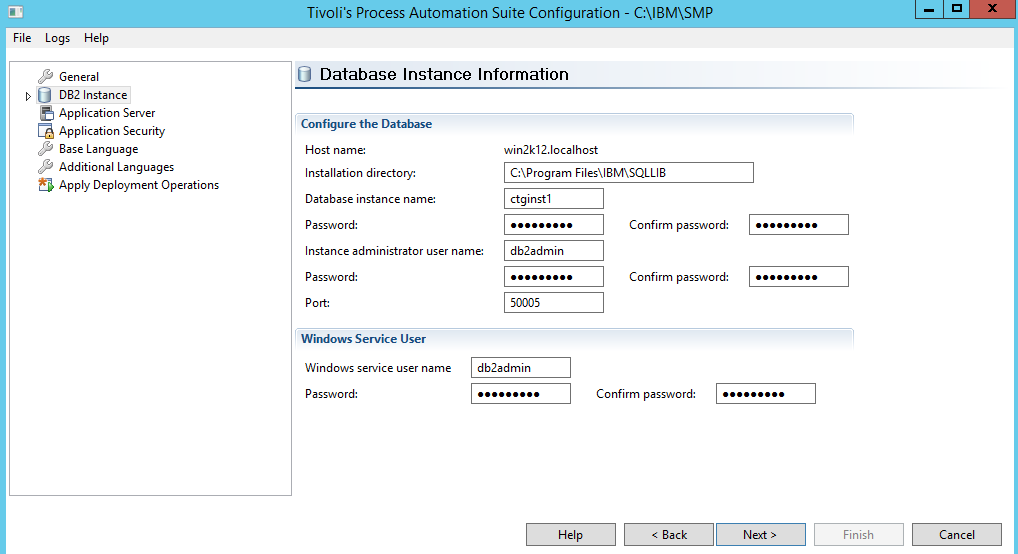 Tivoli's Process Automation Suite Configuration - C:\IBM\SMP
File Logs Help
General
DB2 Instance
Application Server
Application Security
Base Language
Additional Languages
Apply Deployment Operations
Database Instance Information
Configure the Database
Host name: win2k12.localhost
Installation directory: C:\Program Files\IBM\SQLLIB
Database instance name: ctginst1
Password: ●●●●●●●●● Confirm password: ●●●●●●●●●
Instance administrator user name: db2admin
Password: ●●●●●●●●● Confirm password: ●●●●●●●●●
Port: 50005
Windows Service User
Windows service user name db2admin
Password: ●●●●●●●●● Confirm password: ●●●●●●●●●
Help < Back Next > Finish Cancel